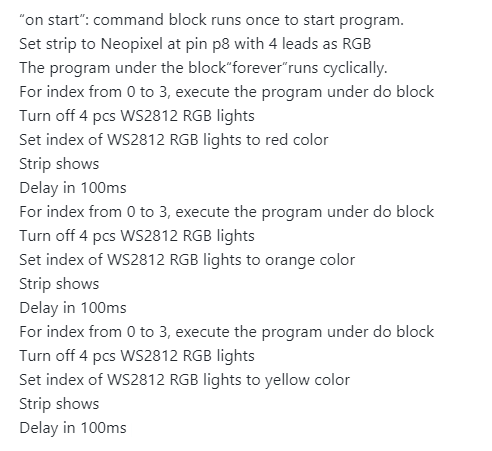 “on start”: command block runs once to start program.
Set strip to Neopixel at pin p8 with 4 leads as RGB
The program under the block“forever”runs cyclically.
For index from 0 to 3, execute the program under do block
Turn off 4 pcs WS2812 RGB lights
Set index of WS2812 RGB lights to red color
Strip shows
Delay in 100ms
For index from 0 to 3, execute the program under do block
Turn off 4 pcs WS2812 RGB lights
Set index of WS2812 RGB lights to orange color
Strip shows
Delay in 100ms
For index from 0 to 3, execute the program under do block
Turn off 4 pcs WS2812 RGB lights
Set index of WS2812 RGB lights to yellow color
Strip shows
Delay in 100ms